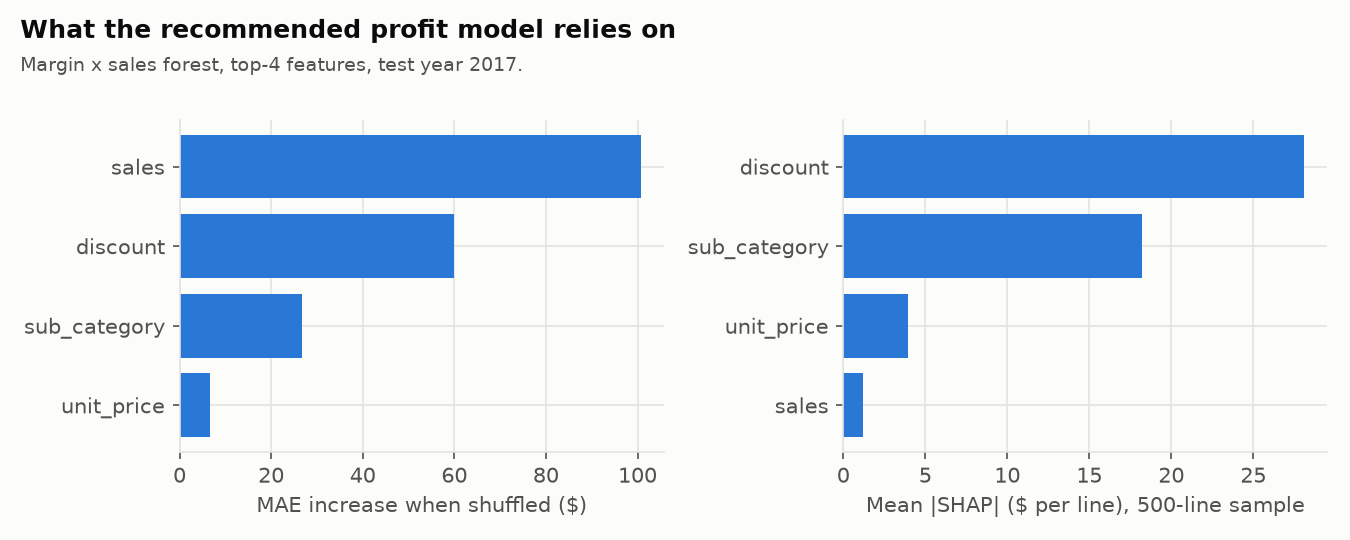 What the recommended profit model relies on
Margin x sales forest, top-4 features, test year 2017.
sales
discount
sub_category
unit_price
0 20 40 60 80 100
MAE increase when shuffled ($)
discount
sub_category
unit_price
sales
0 5 10 15 20 25
Mean |SHAP| ($ per line), 500-line sample